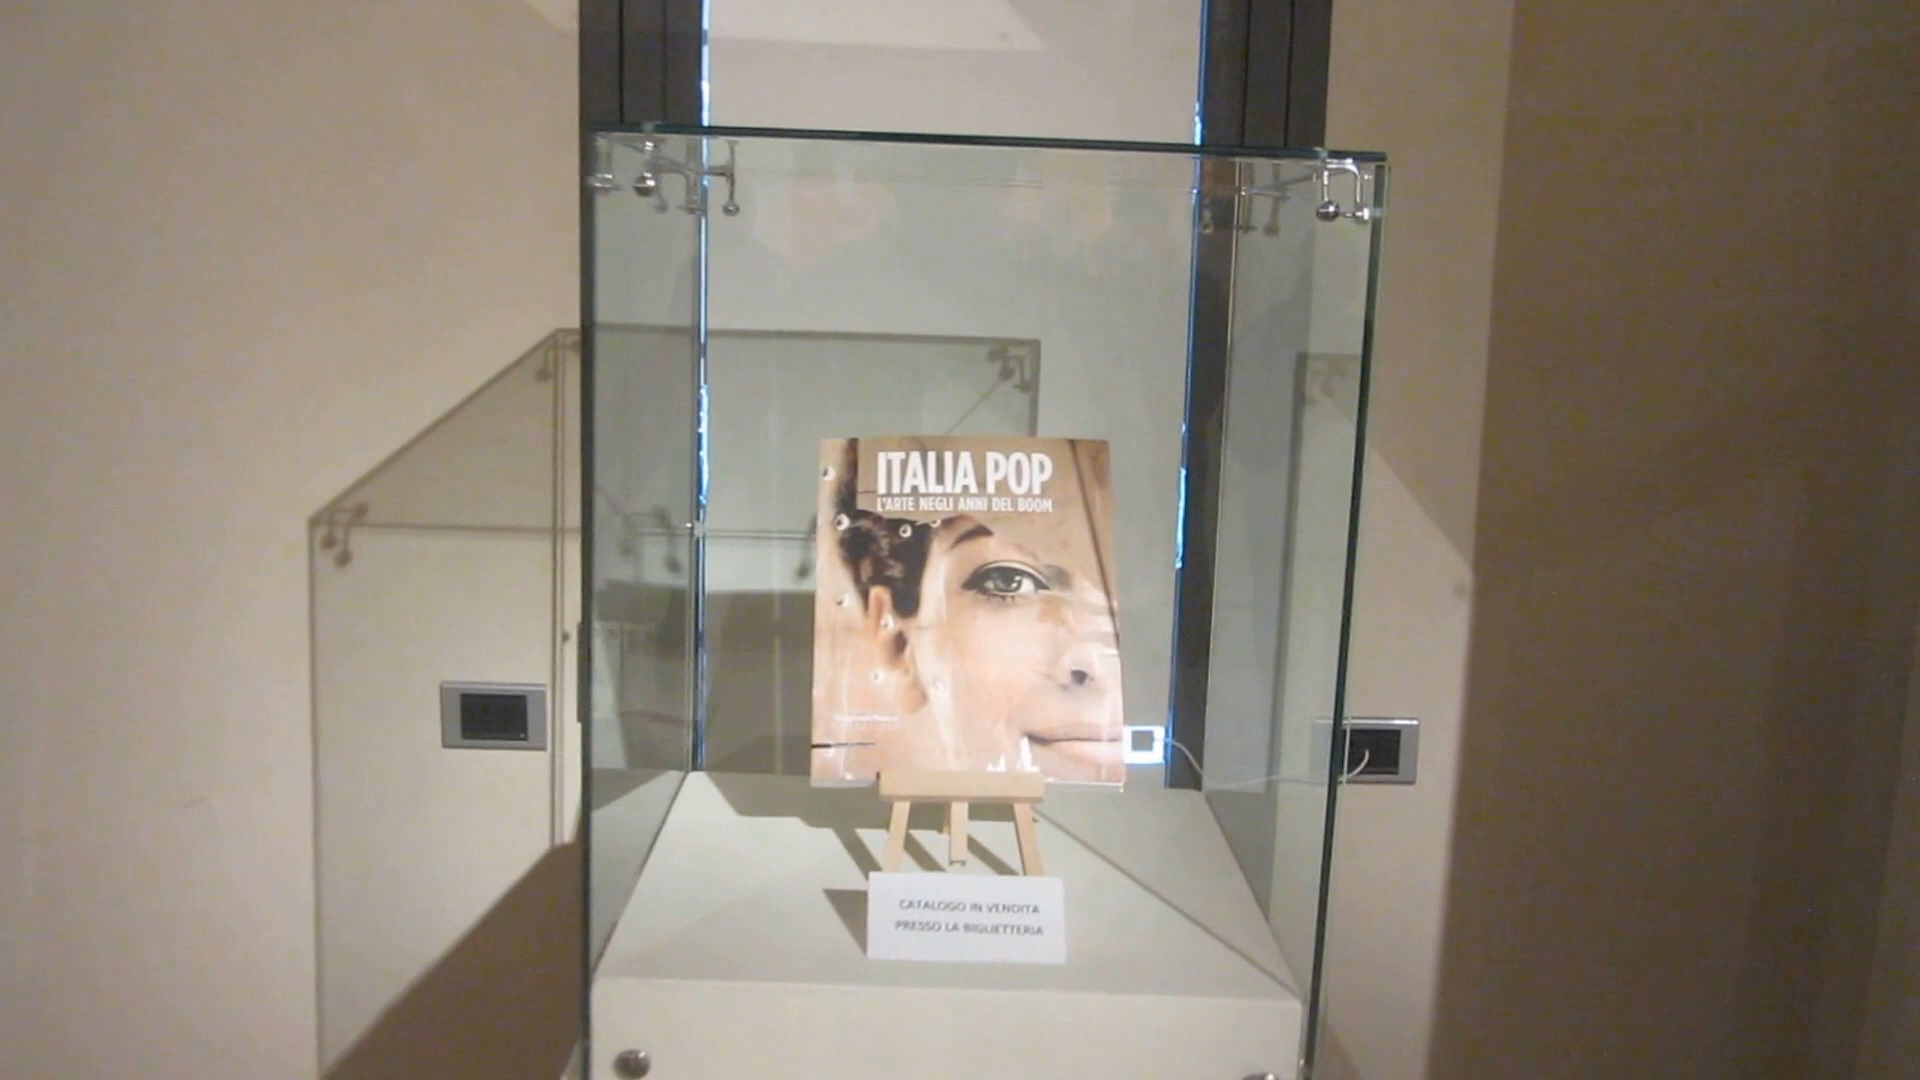 ITALIA POP
L'ARTE NEGLI ANNI DEL BOOM
CATALOGO IN VENDITA
PRESSO LA BIGLIETTERIA